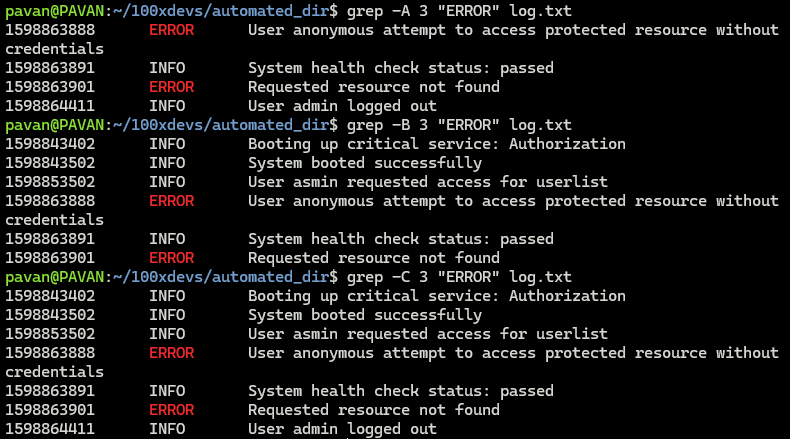 pavan@PAVAN:~/100xdevs/automated_dir$ grep -A 3 "ERROR" log.txt
1598863888 ERROR User anonymous attempt to access protected resource without
credentials
1598863891 INFO System health check status: passed
1598863901 ERROR Requested resource not found
1598864411 INFO User admin logged out
pavan@PAVAN:~/100xdevs/automated_dir$ grep -B 3 "ERROR" log.txt
1598843402 INFO Booting up critical service: Authorization
1598843502 INFO System booted successfully
1598853502 INFO User asmin requested access for userlist
1598863888 ERROR User anonymous attempt to access protected resource without
credentials
1598863891 INFO System health check status: passed
1598863901 ERROR Requested resource not found
pavan@PAVAN:~/100xdevs/automated_dir$ grep -C 3 "ERROR" log.txt
1598843402 INFO Booting up critical service: Authorization
1598843502 INFO System booted successfully
1598853502 INFO User asmin requested access for userlist
1598863888 ERROR User anonymous attempt to access protected resource without
credentials
1598863891 INFO System health check status: passed
1598863901 ERROR Requested resource not found
1598864411 INFO User admin logged out